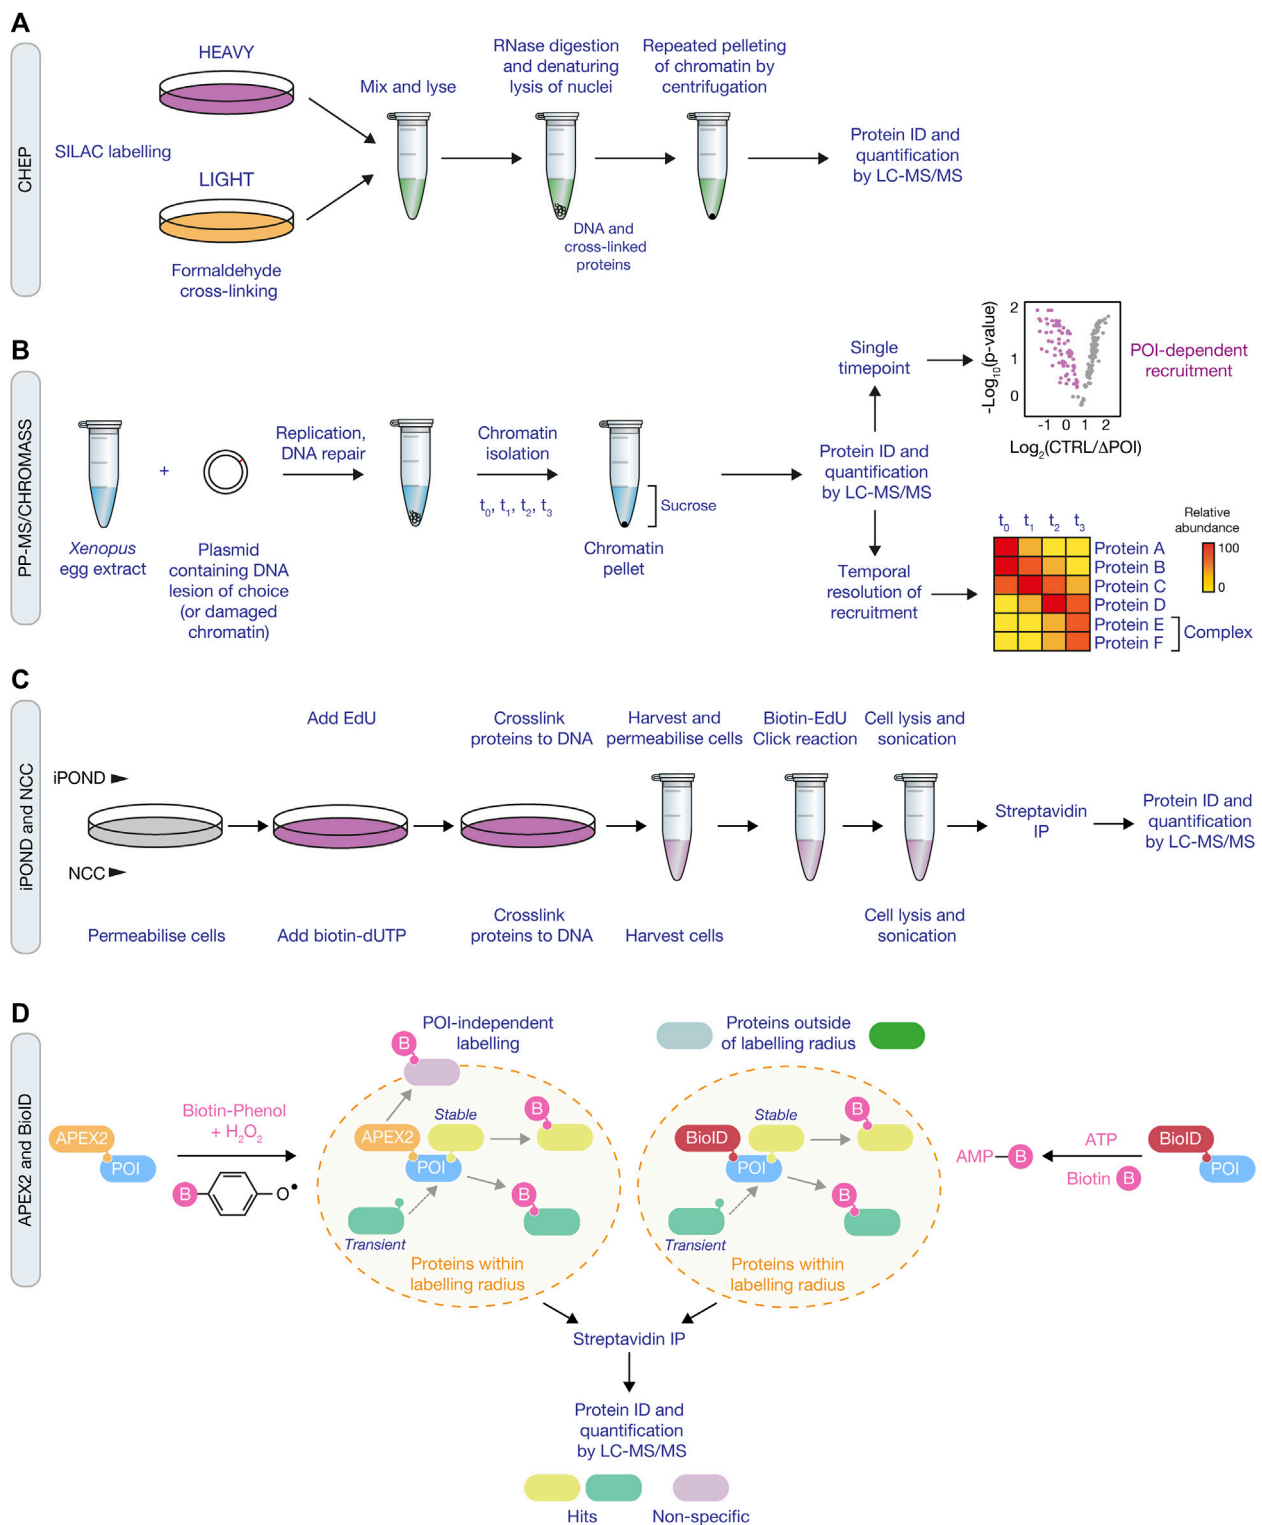 A
CHEP
HEAVY
SILAC labelling
LIGHT
Formaldehyde
cross-linking
Mix and lyse
RNase digestion
and denaturing
lysis of nuclei
DNA and
cross-linked
proteins
Repeated pelleting
of chromatin by
centrifugation
Protein ID and
quantification
by LC-MS/MS
B
PP-MS/CHROMASS
Xenopus
egg extract
+
Plasmid
containing DNA
lesion of choice
(or damaged
chromatin)
Replication,
DNA repair
Chromatin
isolation
t0, t1, t2, t3
Sucrose
Chromatin
pellet
Protein ID and
quantification
by LC-MS/MS
Single
timepoint
-Log10(p-value)
2
1
0
-1 0 1 2
Log2(CTRL/ΔPOI)
POI-dependent
recruitment
Temporal
resolution of
recruitment
t0 t1 t2 t3
Protein A
Protein B
Protein C
Protein D
Protein E
Protein F
Complex
Relative
abundance
100
0
C
iPOND and NCC
iPOND
NCC
Permeabilise cells
Add EdU
Add biotin-dUTP
Crosslink
proteins to DNA
Crosslink
proteins to DNA
Harvest and
permeabilise cells
Harvest cells
Biotin-EdU
Click reaction
Cell lysis and
sonication
Cell lysis and
sonication
Streptavidin
IP
Protein ID and
quantification
by LC-MS/MS
D
APEX2 and BioID
APEX2
POI
Biotin-Phenol
+ H2O2
B
O•
POI-independent
labelling
B
APEX2
POI
Stable
B
B
Transient
Proteins within
labelling radius
Proteins outside
of labelling radius
BioID
POI
Stable
B
B
Transient
Proteins within
labelling radius
AMP
B
ATP
Biotin B
BioID
POI
Streptavidin IP
Protein ID and
quantification
by LC-MS/MS
Hits
Non-specific